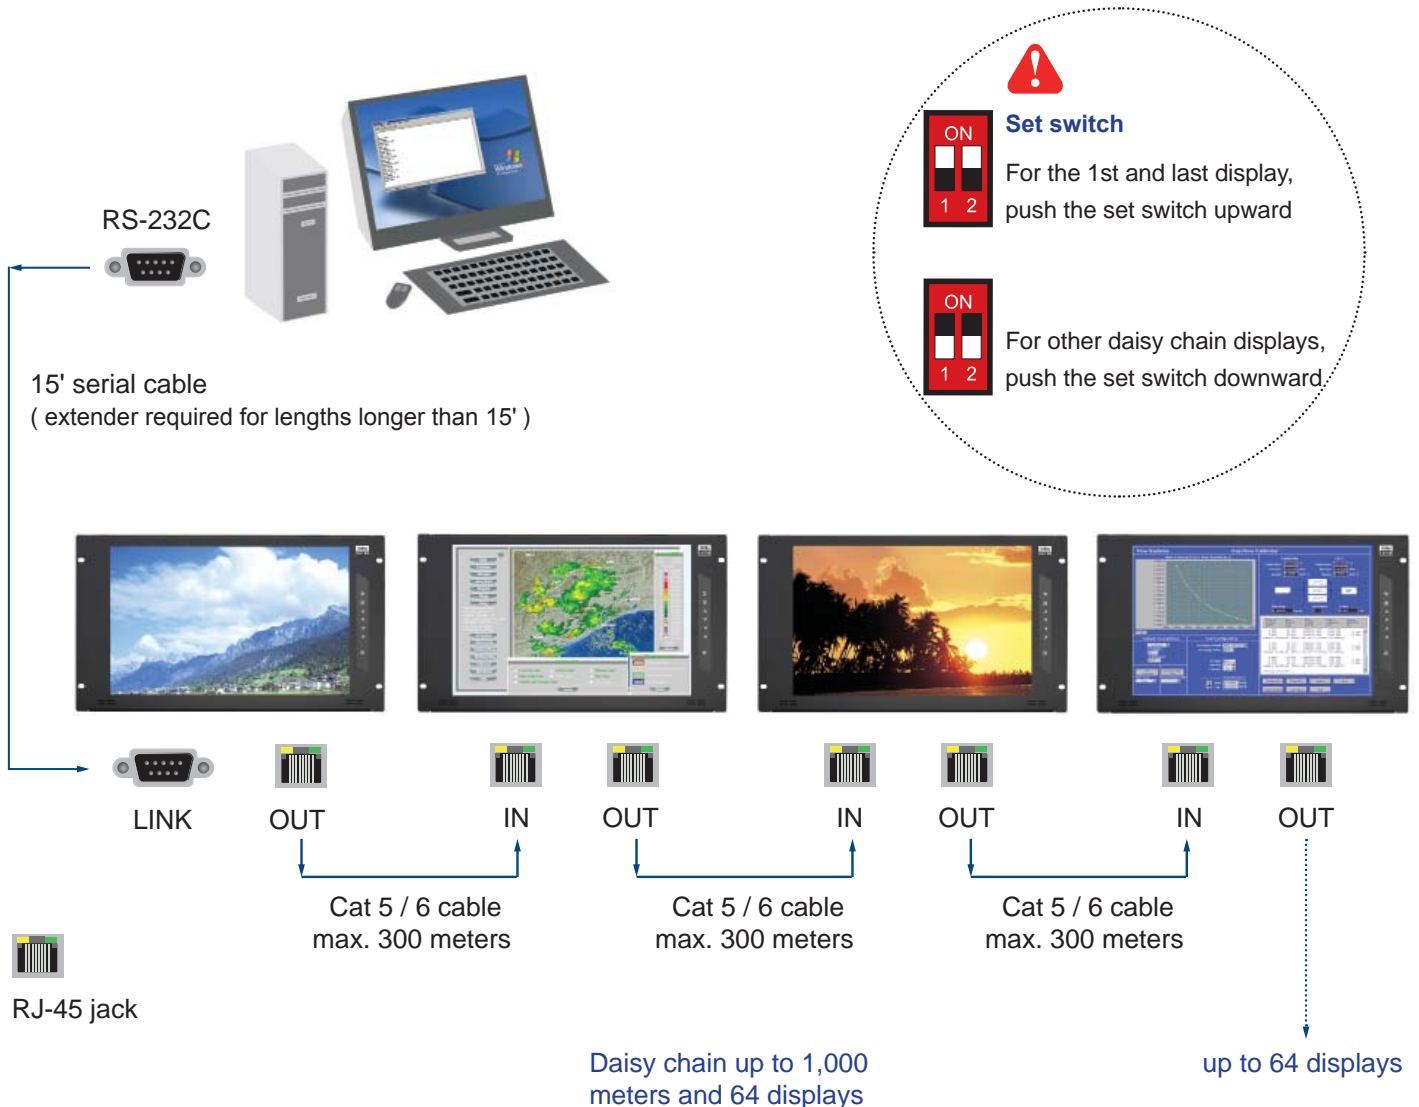 Set switch
ON
1 2
For the 1st and last display,
push the set switch upward
ON
1 2
For other daisy chain displays,
push the set switch downward.
RS-232C
Windows
15' serial cable
( extender required for lengths longer than 15' )
LINK
OUT
IN
OUT
IN
OUT
IN
OUT
Cat 5 / 6 cable
max. 300 meters
Cat 5 / 6 cable
max. 300 meters
Cat 5 / 6 cable
max. 300 meters
RJ-45 jack
Daisy chain up to 1,000
meters and 64 displays
up to 64 displays